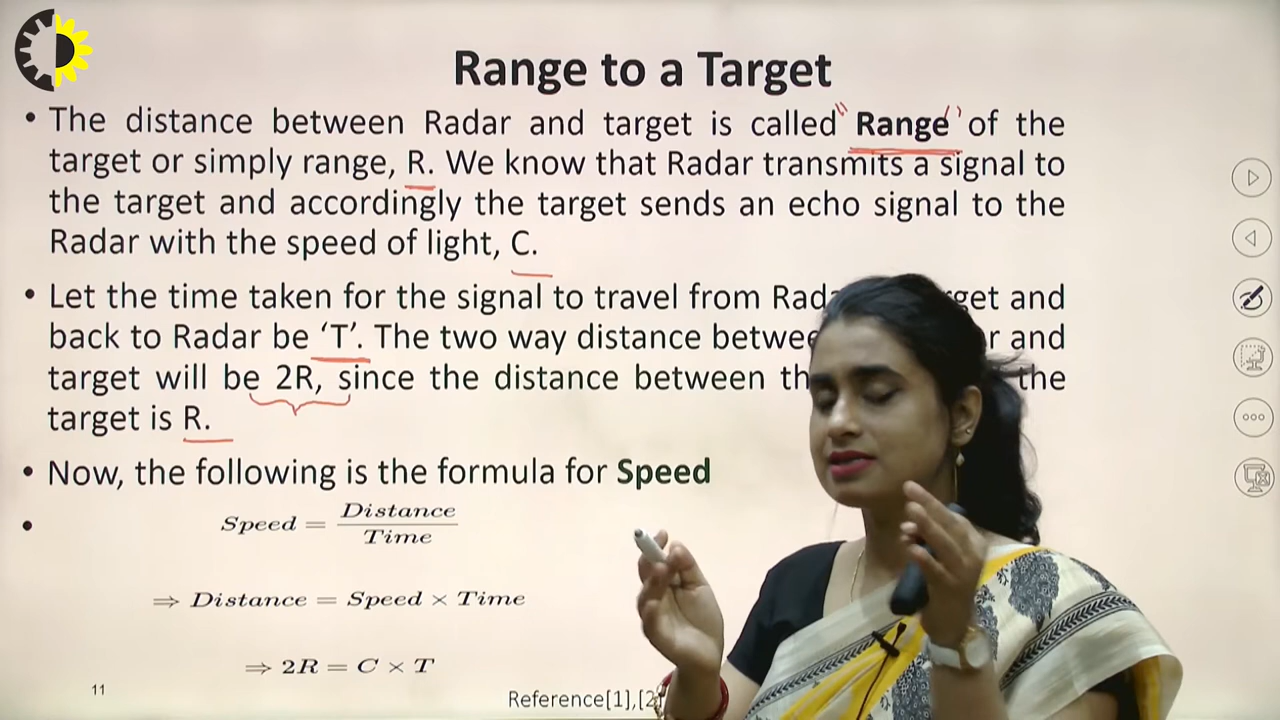 Range to a Target
• The distance between Radar and target is called " Range " of the
target or simply range, R. We know that Radar transmits a signal to
the target and accordingly the target sends an echo signal to the
Radar with the speed of light, C.
• Let the time taken for the signal to travel from and
back to Radar be ‘T’. The two way distance and
target will be 2R, since the distance between the
target is R.
• Now, the following is the formula for Speed
• Speed = Distance / Time
⇒ Distance = Speed × Time
⇒ 2R = C × T
11
Reference[1],[2]